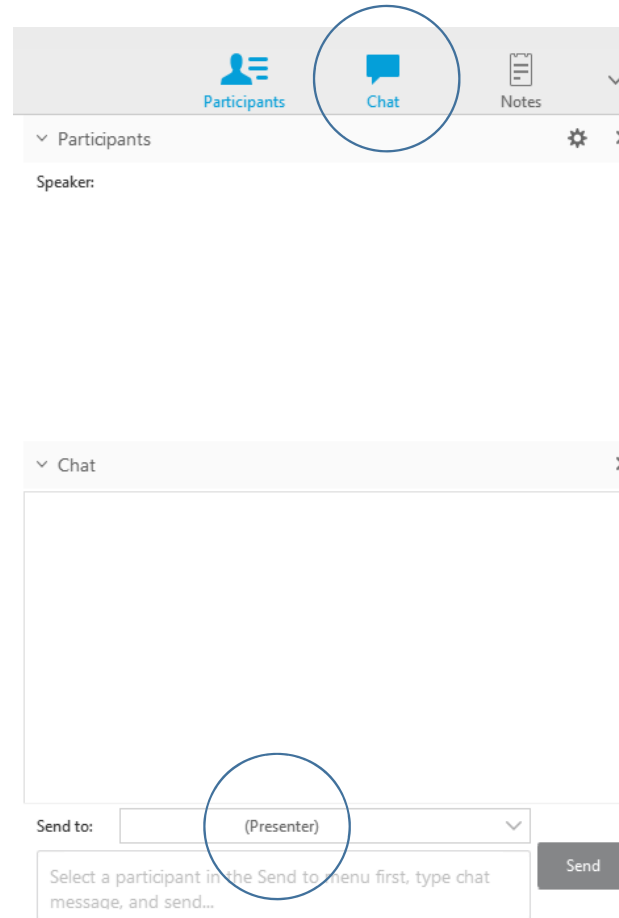 Participants Chat Notes
Participants
Speaker:
Chat
Send to: (Presenter)
Select a participant in the Send to menu first, type chat
message, and send...
Send